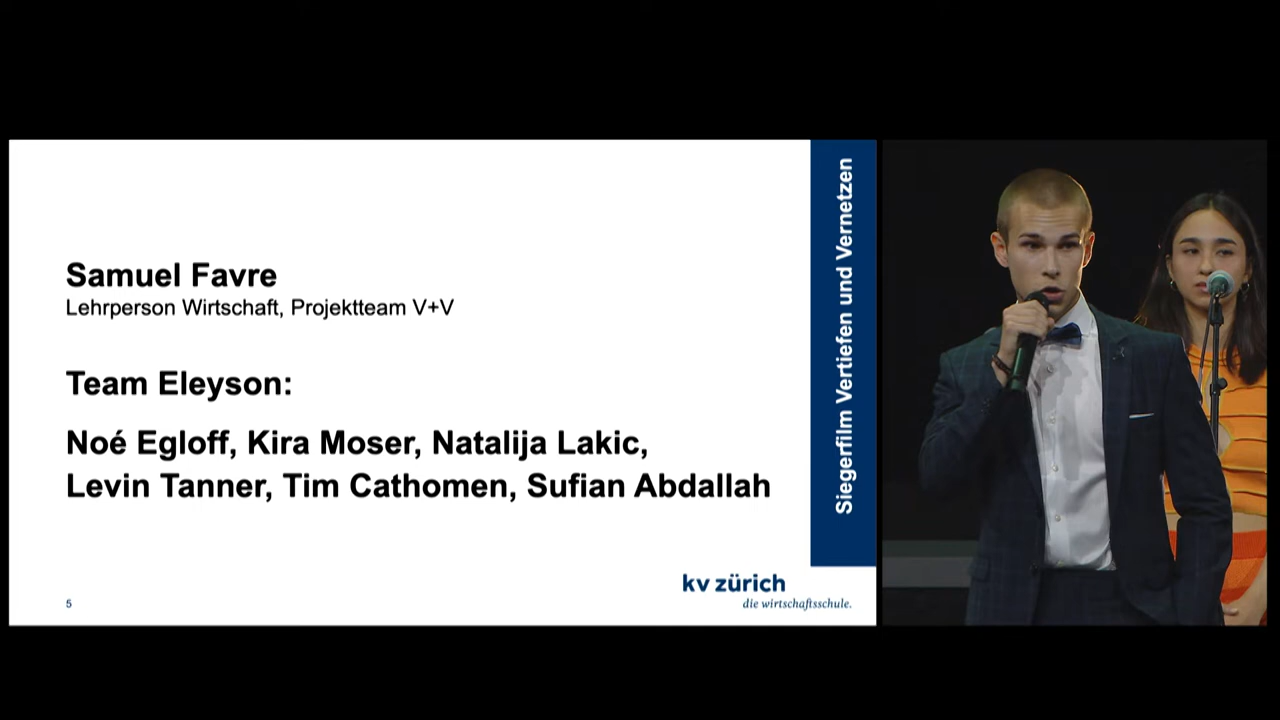 Samuel Favre
Lehrperson Wirtschaft, Projektteam V+V
Team Eleyson:
Noé Egloff, Kira Moser, Natalija Lakic,
Levin Tanner, Tim Cathomen, Sufian Abdallah
Siegerfilm Vertiefen und Vernetzen
5
kv zürich
die wirtschaftsschule.